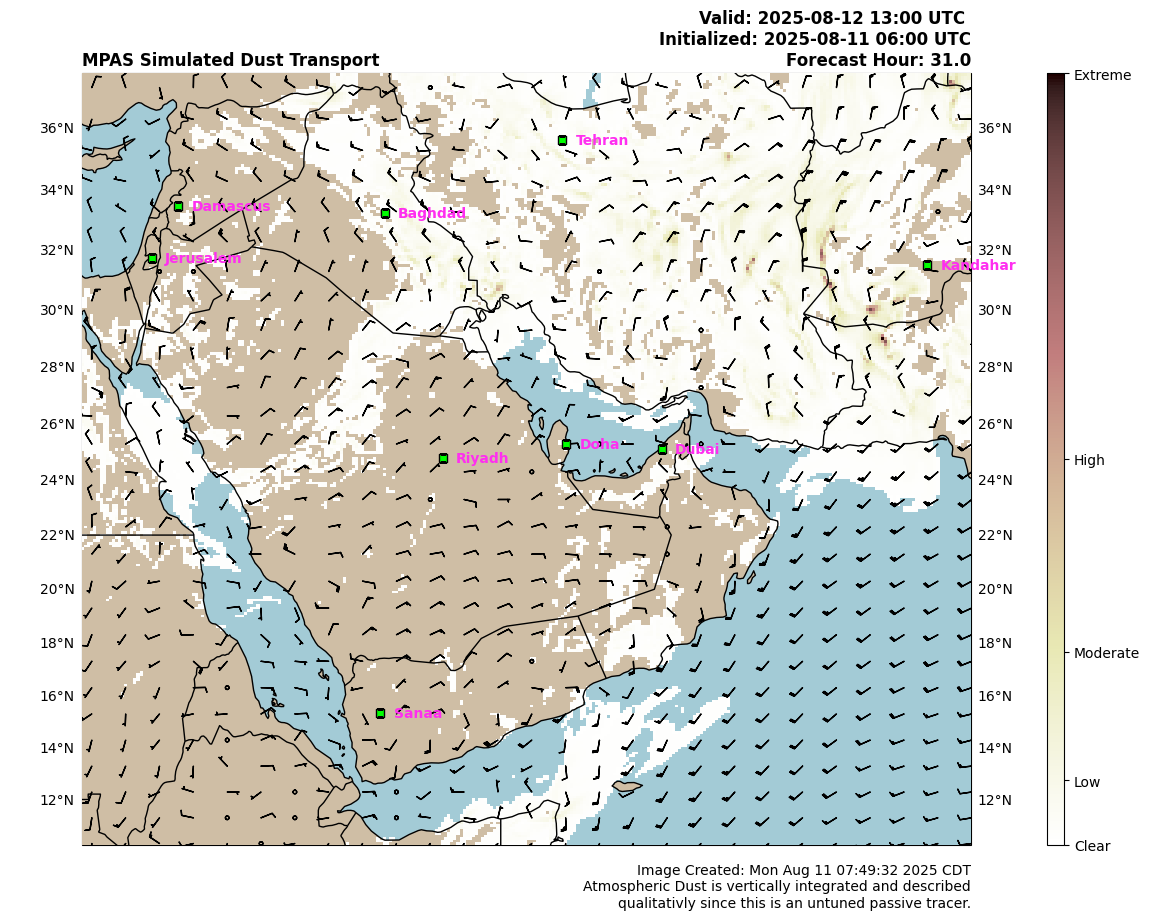 Valid: 2025-08-12 13:00 UTC
Initialized: 2025-08-11 06:00 UTC
MPAS Simulated Dust Transport
Forecast Hour: 31.0
Extreme
36°N
36°N
Tehran
34°N
34°N
Damascus
Baghdad
32°N
32°N
Jerusalem
Kandahar
30°N
30°N
28°N
28°N
26°N
26°N
Doha
Dubai
Riyadh
High
24°N
24°N
22°N
22°N
20°N
20°N
18°N
18°N
Moderate
16°N
16°N
Sanaa
14°N
14°N
Low
12°N
12°N
Clear
Image Created: Mon Aug 11 07:49:32 2025 CDT
Atmospheric Dust is vertically integrated and described
qualitativly since this is an untuned passive tracer.